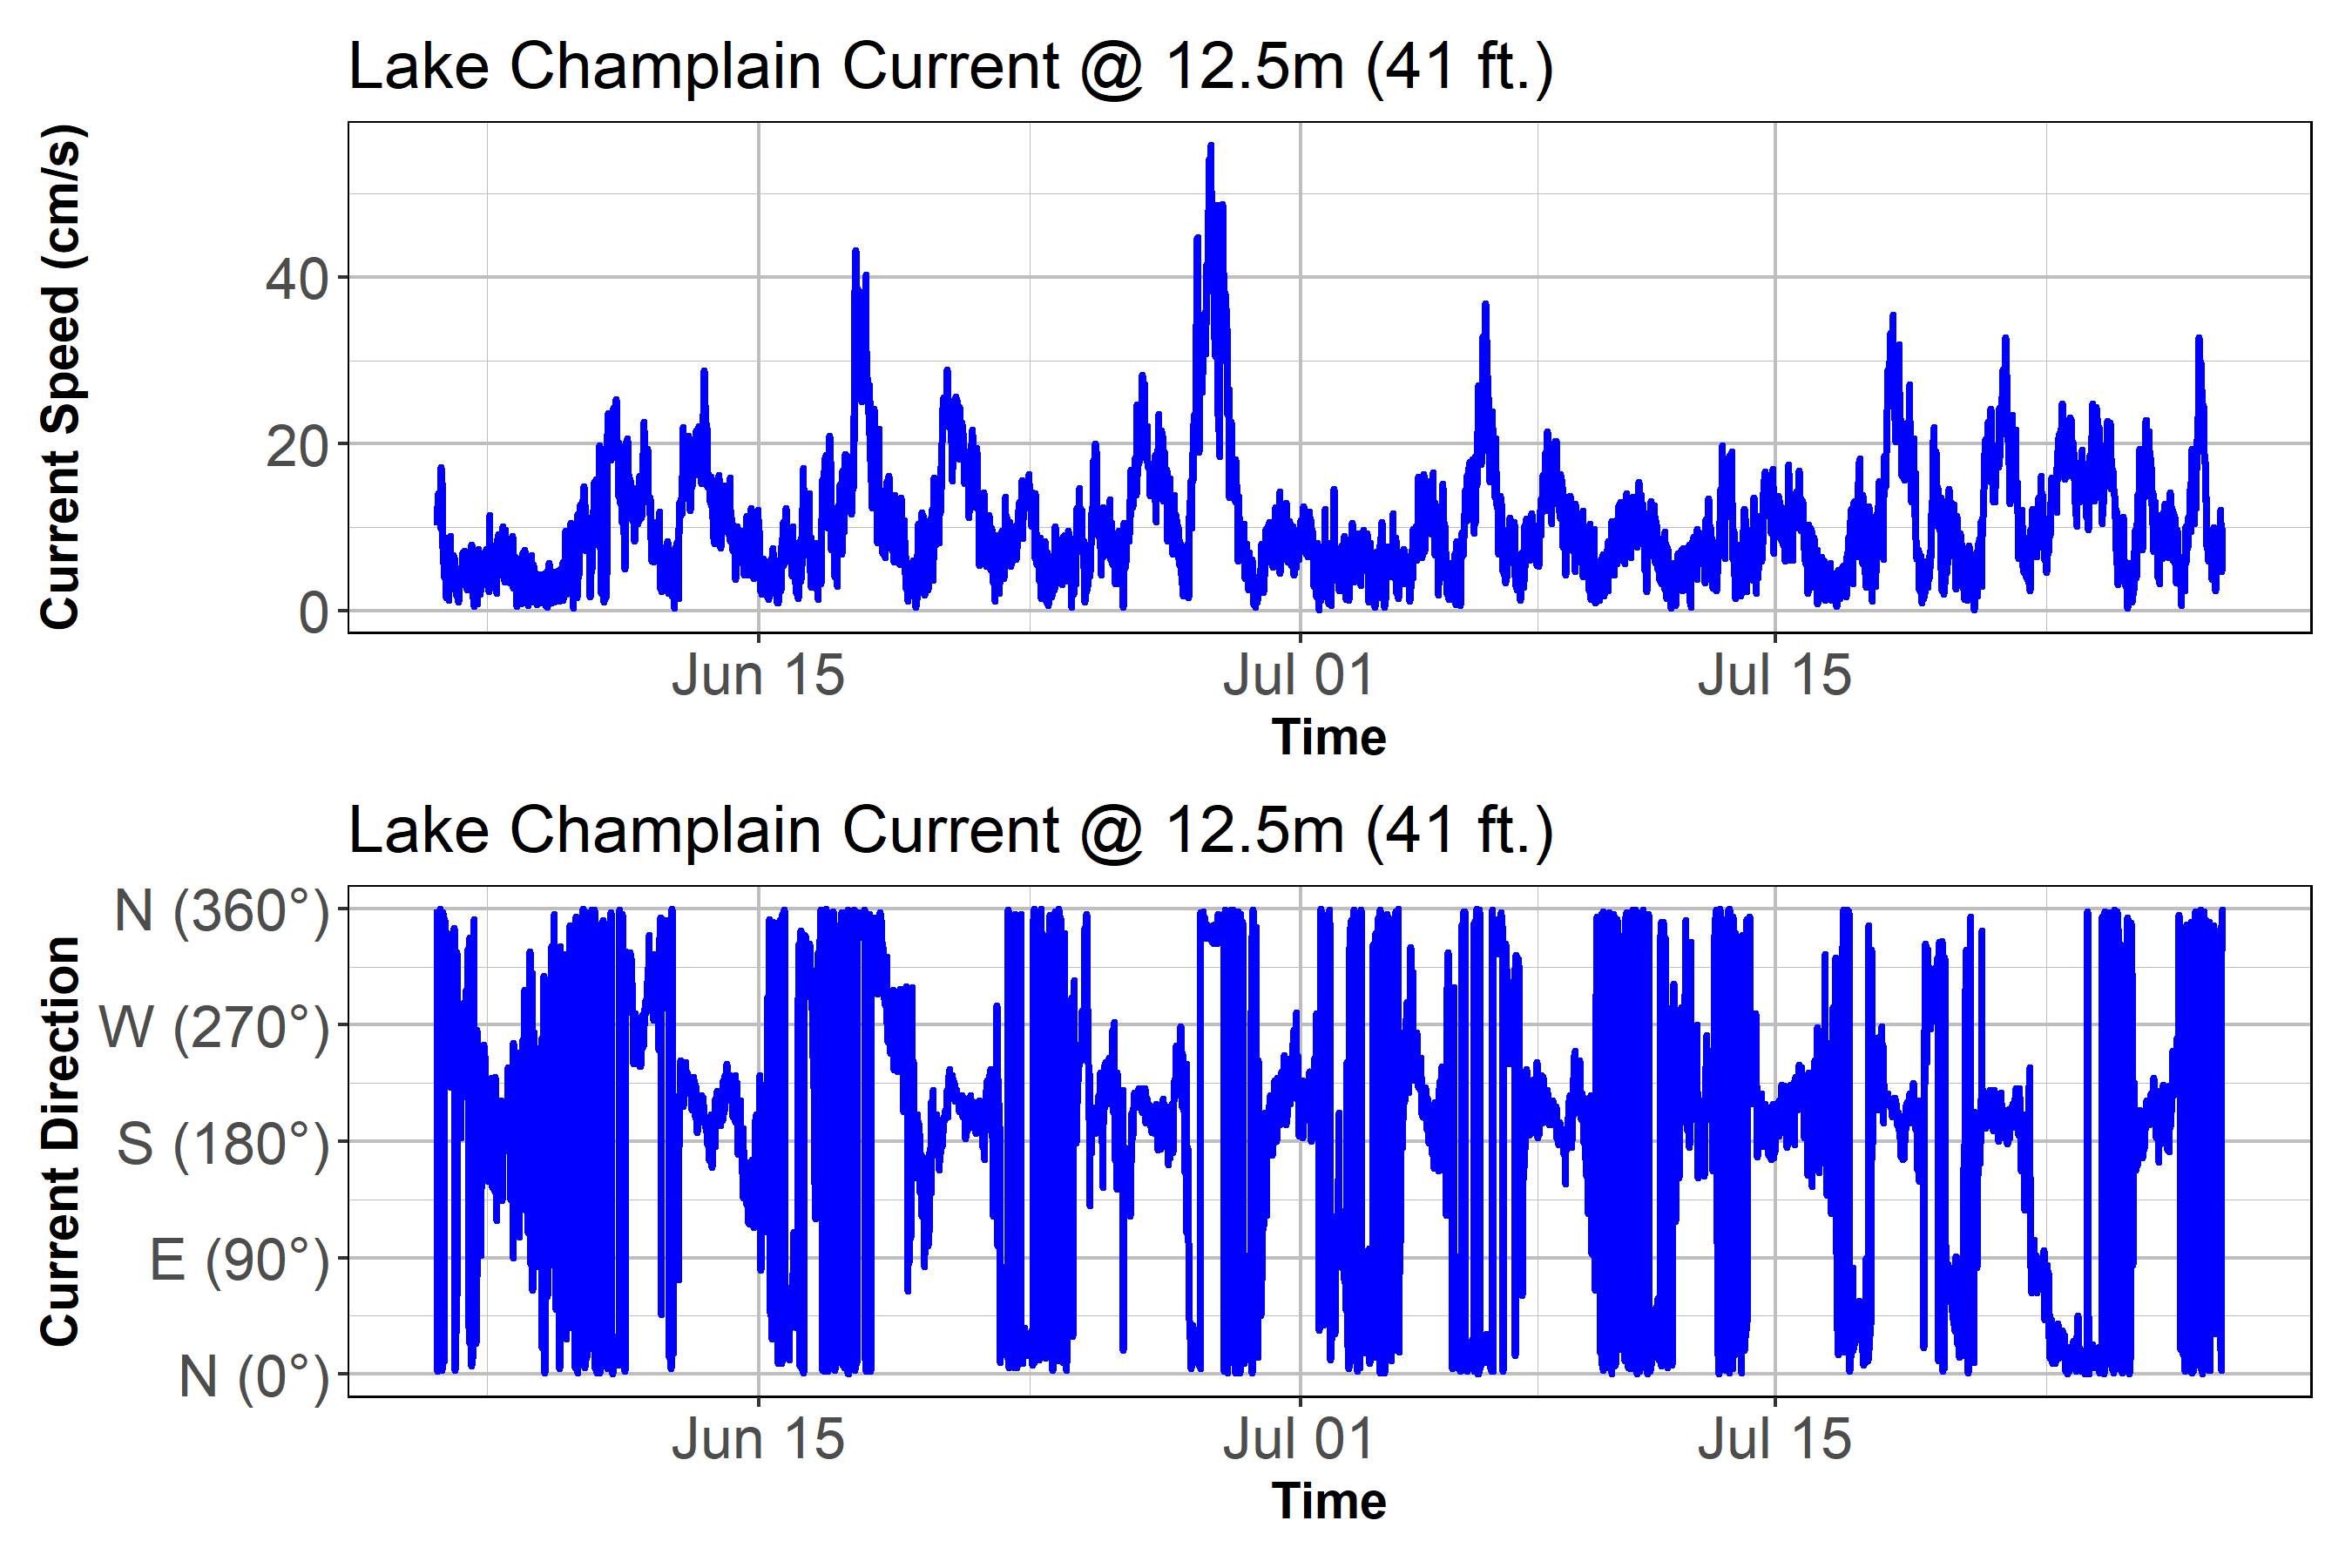 Lake Champlain Current @ 12.5m (41 ft.)
Current Speed (cm/s)
40
20
0
Jun 15 Jul 01 Jul 15
Time
Lake Champlain Current @ 12.5m (41 ft.)
Current Direction
N (360°)
W (270°)
S (180°)
E (90°)
N (0°)
Jun 15 Jul 01 Jul 15
Time